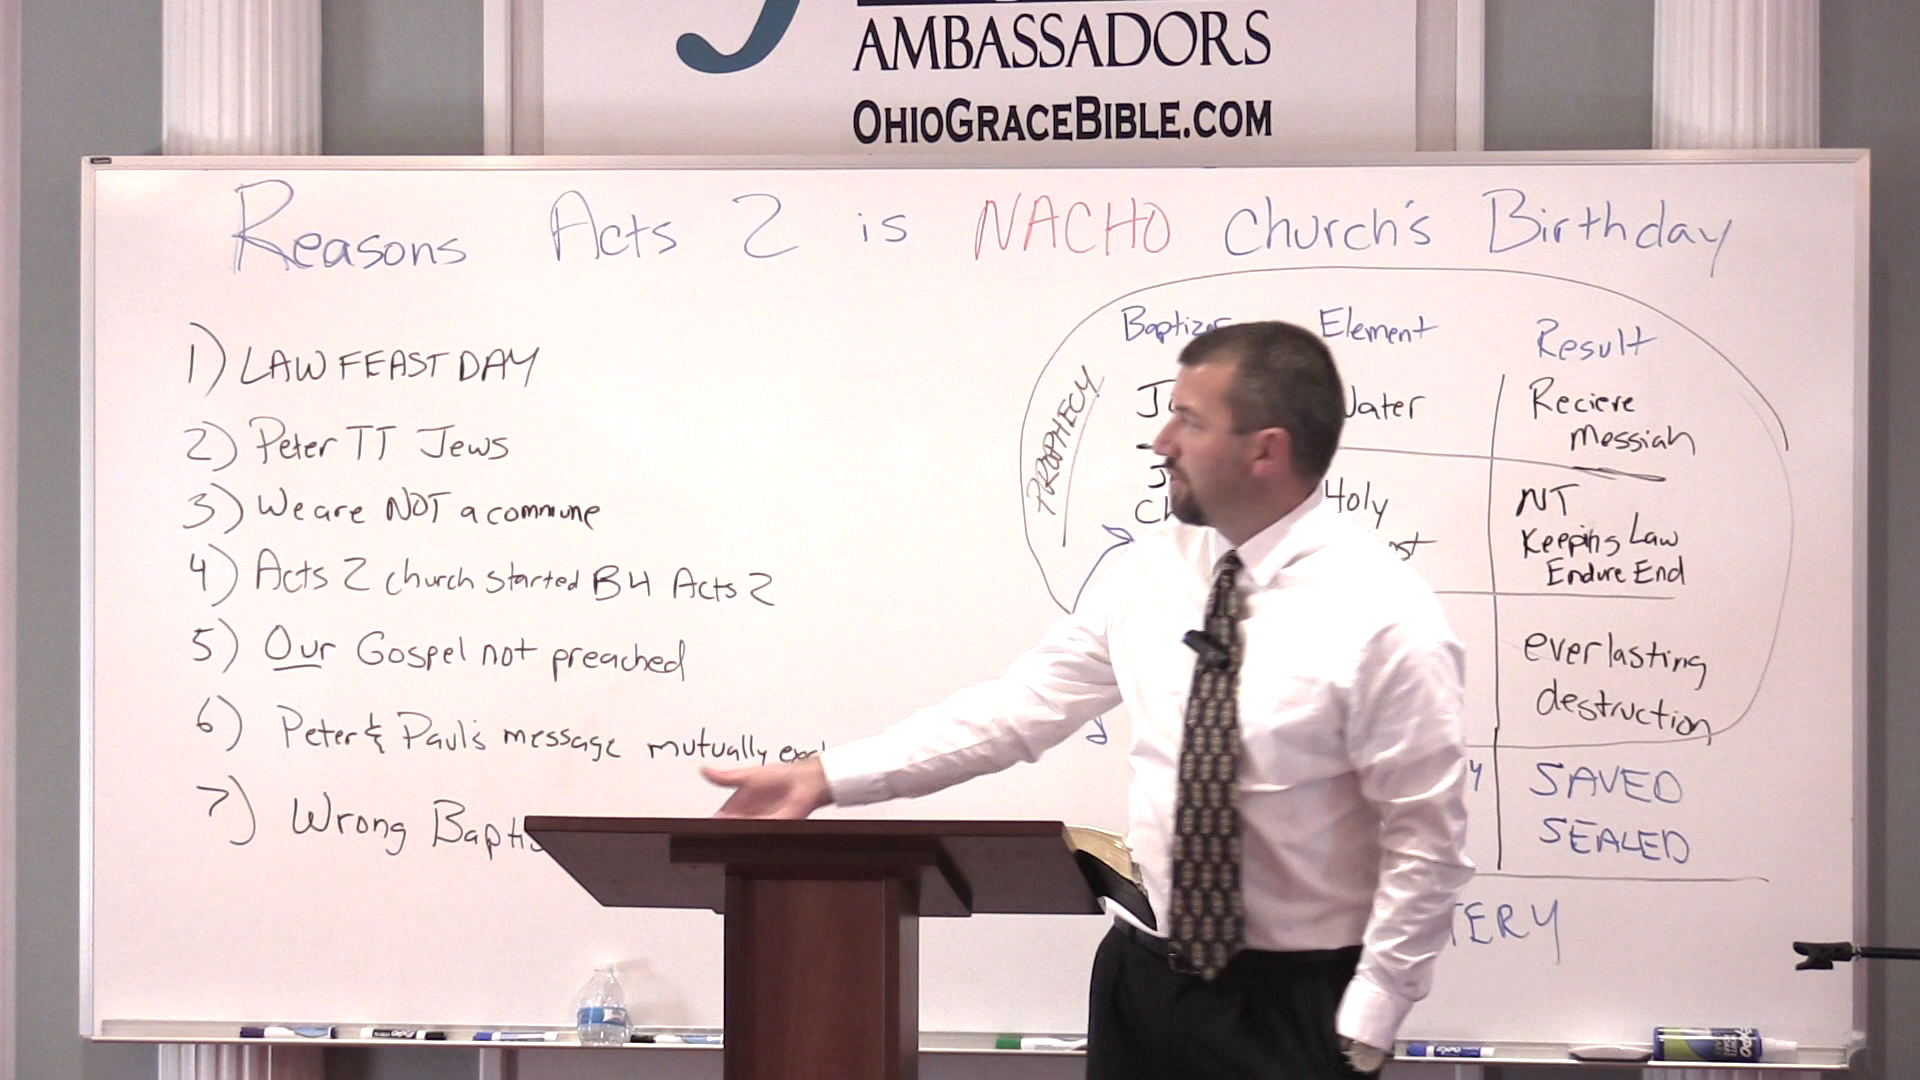 AMBASSADORS
OHIOGRACEBIBLE.COM
Reasons Acts 2 is NACHO Church's Birthday
1) LAW FEAST DAY
2) Peter TT Jews
3) We are NOT a commune
4) Acts 2 church started B4 Acts 2
5) Our Gospel not preached
6) Peter & Paul's message mutually
7) Wrong
PROPHECY
Element
Result
Reciere
Messiah
NT
Keeping Law
Endure End
everlasting
destruction
SAVED
SEALED